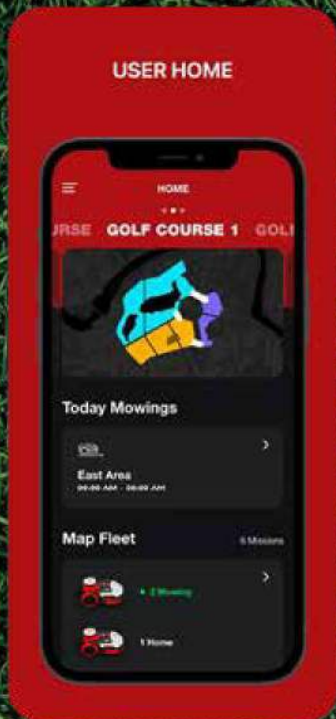 USER HOME
HOME
URSE GOLF COURSE 1 GOL
Today Mowings
East Area
Map Fleet
6 Missions
2 Mowing
1 Home